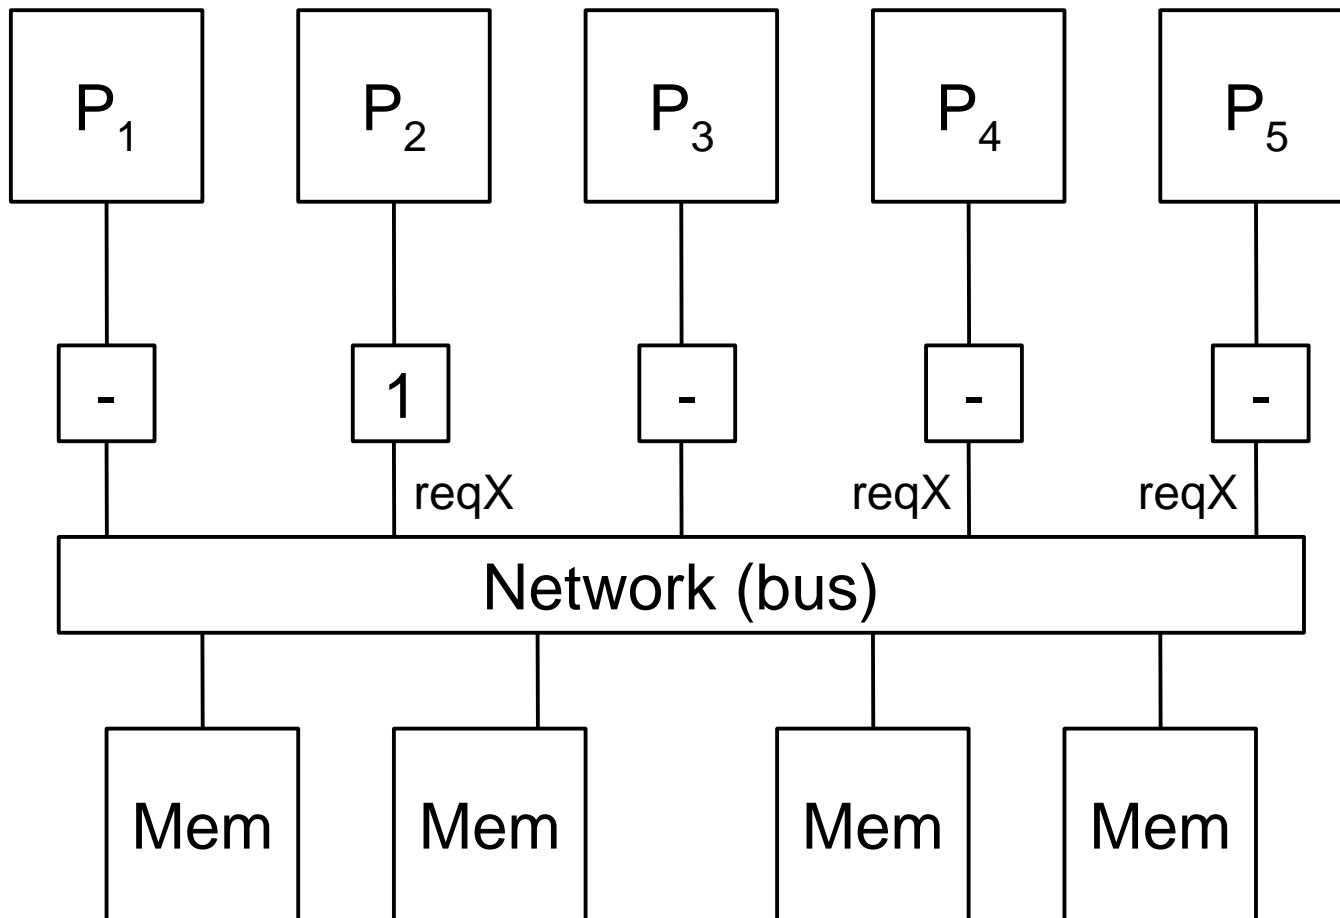 P1 P2 P3 P4 P5
- 1 - - -
reqX reqX reqX
Network (bus)
Mem Mem Mem Mem